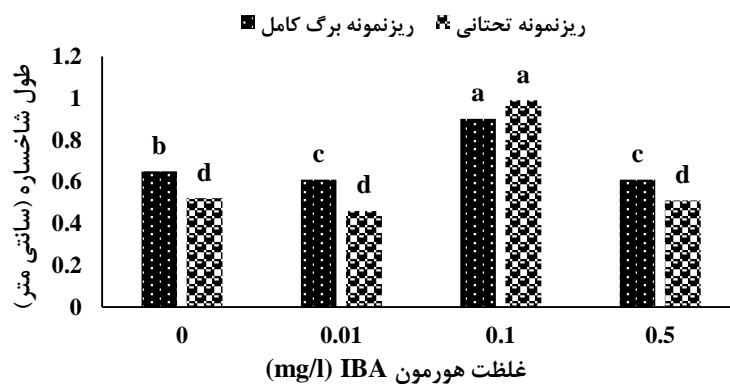 ریزنمونه برگ کامل ریزنمونه تحتانی
طول شاخساره (سانتی متر)
1.2
1
0.8
0.6
0.4
0.2
0
b d c d a a c d
0 0.01 0.1 0.5
غلظت هورمون IBA (mg/l)